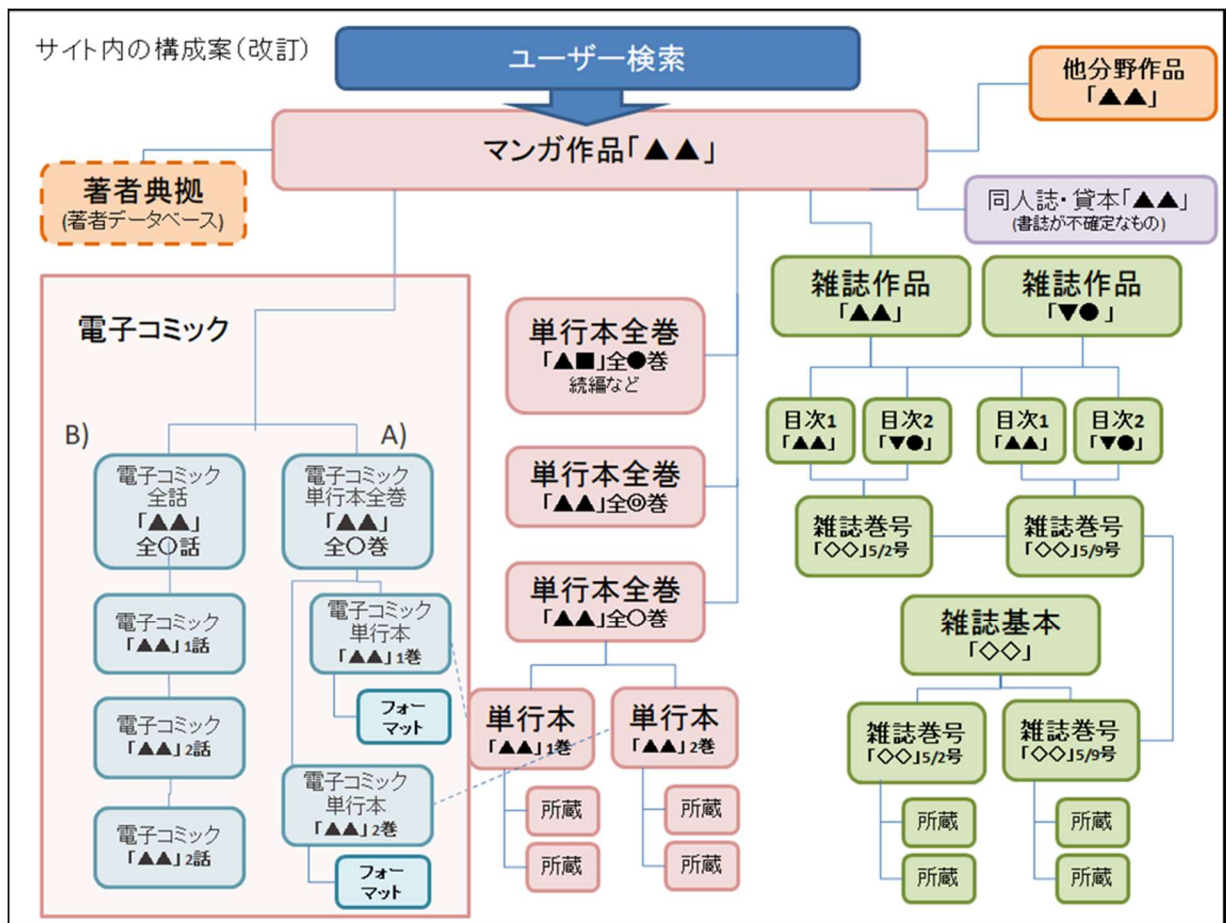 サイト内の構成案(改訂)
ユーザー検索
他分野作品
「▲▲」
マンガ作品「▲▲」
著者典拠
(著者データベース)
同人誌・貸本「▲▲」
(書誌が不確定なもの)
電子コミック
B)
A)
電子コミック
全話
「▲▲」
全〇話
電子コミック
単行本全巻
「▲▲」
全〇巻
電子コミック
「▲▲」1話
電子コミック
「▲▲」2話
電子コミック
「▲▲」2話
電子コミック
単行本
「▲▲」1巻
フォー
マット
電子コミック
単行本
「▲▲」2巻
フォー
マット
単行本全巻
「▲■」全●巻
続編など
単行本全巻
「▲▲」全◎巻
単行本全巻
「▲▲」全〇巻
単行本
「▲▲」1巻
単行本
「▲▲」2巻
所蔵
所蔵
所蔵
所蔵
雑誌作品
「▲▲」
雑誌作品
「▼●」
目次1
「▲▲」
目次2
「▼●」
目次1
「▲▲」
目次2
「▼●」
雑誌巻号
「◇◇」5/2号
雑誌巻号
「◇◇」5/9号
雑誌基本
「◇◇」
雑誌巻号
「◇◇」5/2号
雑誌巻号
「◇◇」5/9号
所蔵
所蔵
所蔵
所蔵